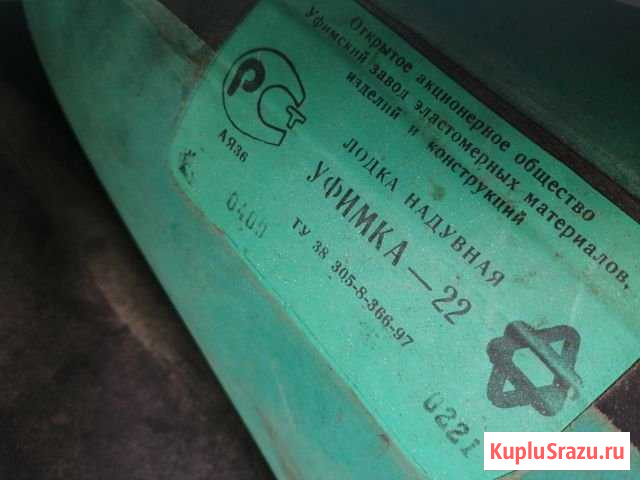 Открытое акционерное общество
Уфимский завод эластомерных материалов,
изделий и конструкций
РСТ
АЯ36
ЛОДКА НАДУВНАЯ
УФИМКА — 22
ТУ 38 305-8-366-97
0221
KupluSrazu.ru